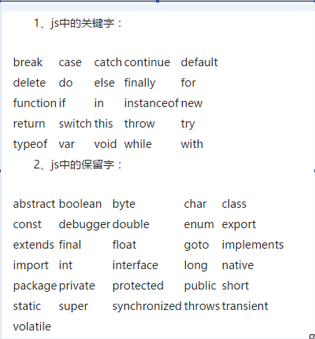 1、js中的关键字：
break case catch continue default
delete do else finally for
function if in instanceof new
return switch this throw try
typeof var void while with
2、js中的保留字：
abstract boolean byte char class
const debugger double enum export
extends final float goto implements
import int interface long native
package private protected public short
static super synchronized throws transient
volatile